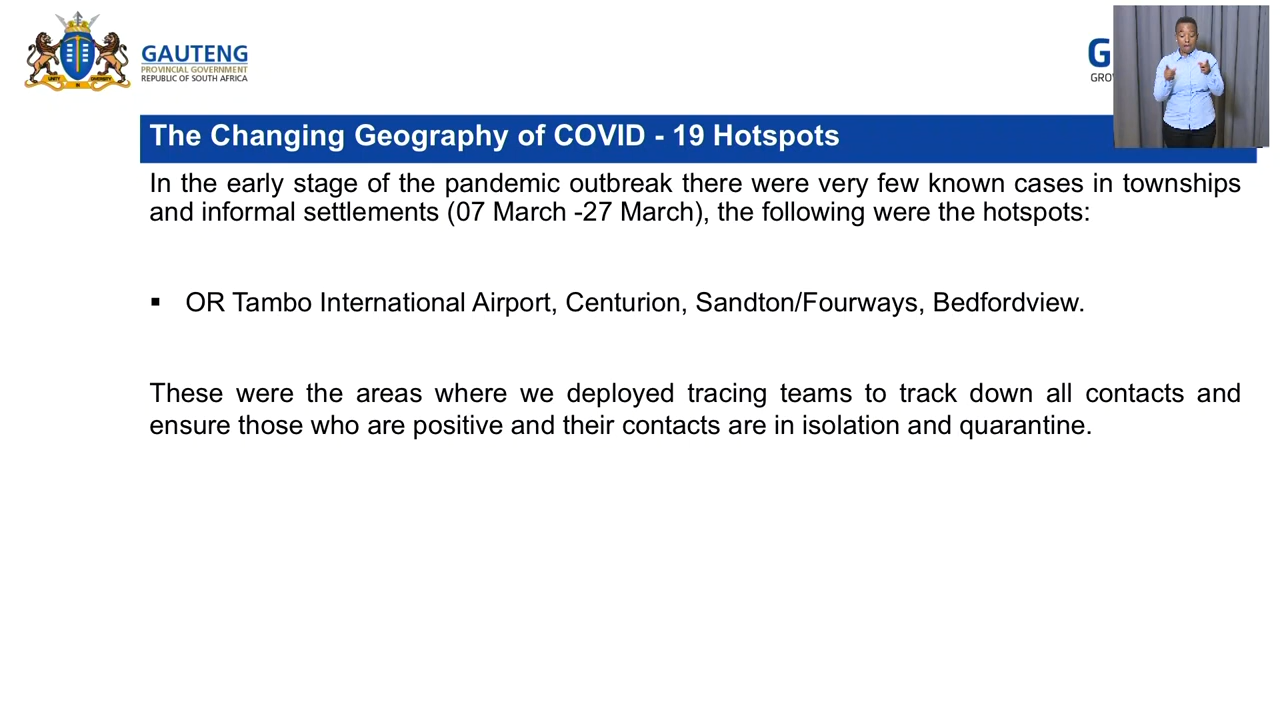 GAUTENG
PROVINCIAL GOVERNMENT
REPUBLIC OF SOUTH AFRICA
UNITY IN DIVERSITY
G
GRO
The Changing Geography of COVID - 19 Hotspots
In the early stage of the pandemic outbreak there were very few known cases in townships
and informal settlements (07 March -27 March), the following were the hotspots:
▪ OR Tambo International Airport, Centurion, Sandton/Fourways, Bedfordview.
These were the areas where we deployed tracing teams to track down all contacts and
ensure those who are positive and their contacts are in isolation and quarantine.